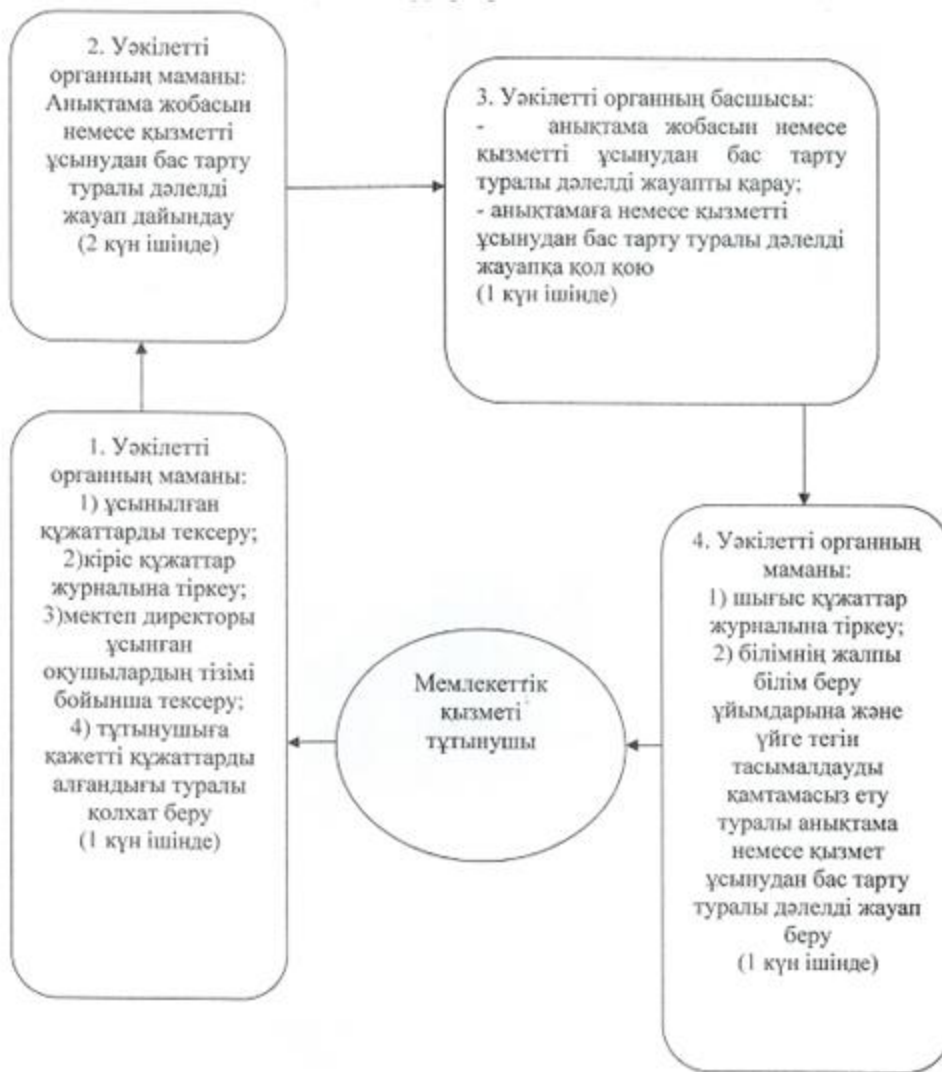 2. Уәкілетті
органның маманы:
Анықтама жобасын
немесе қызметті
ұсынудан бас тарту
туралы дәлелді
жауап дайындау
(2 күн ішінде)
3. Уәкілетті органның басшысы:
- анықтама жобасын немесе
қызметті ұсынудан бас тарту
туралы дәлелді жауапты қарау;
- анықтамаға немесе қызметті
ұсынудан бас тарту туралы дәлелді
жауапқа қол қою
(1 күн ішінде)
1. Уәкілетті
органның маманы:
1) ұсынылған
құжаттарды тексеру;
2)кіріс құжаттар
журналына тіркеу;
3)мектеп директоры
ұсынған
оқушылардың тізімі
бойынша тексеру;
4) тұтынушыға
қажетті құжаттарды
алғандығы туралы
қолхат беру
(1 күн ішінде)
Мемлекеттік
қызметі
тұтынушы
4. Уәкілетті органның
маманы:
1) шығыс құжаттар
журналына тіркеу;
2) білімнің жалпы
білім беру
ұйымдарына және
үйге тегін
тасымалдауды
қамтамасыз ету
туралы анықтама
немесе қызмет
ұсынудан бас тарту
туралы дәлелді жауап
беру
(1 күн ішінде)